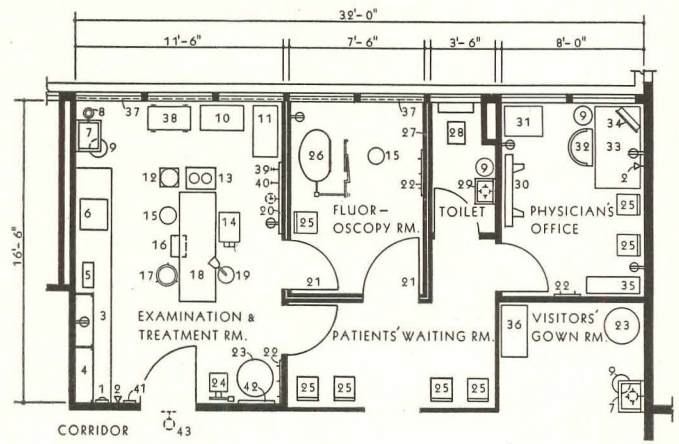 32'-0"
11'-6" 7'-6" 3'-6" 8'-0"
8 37 38 10 11 37 27 28 31 9 34
7 9 32 33
39 26 15 2
12 13 40 9 30
29
15 20 22 25
6 14 25 FLUOR- TOILET PHYSICIAN'S
16 OSCOPY RM. OFFICE 25
16'-6"
5 17 18 19 21 21 22 35
3 EXAMINATION & PATIENTS' WAITING RM. 36 VISITORS' 23
TREATMENT RM. GOWN RM.
4 23 22
24 25 25 25 25 9
1 2 41 42 7
CORRIDOR 43